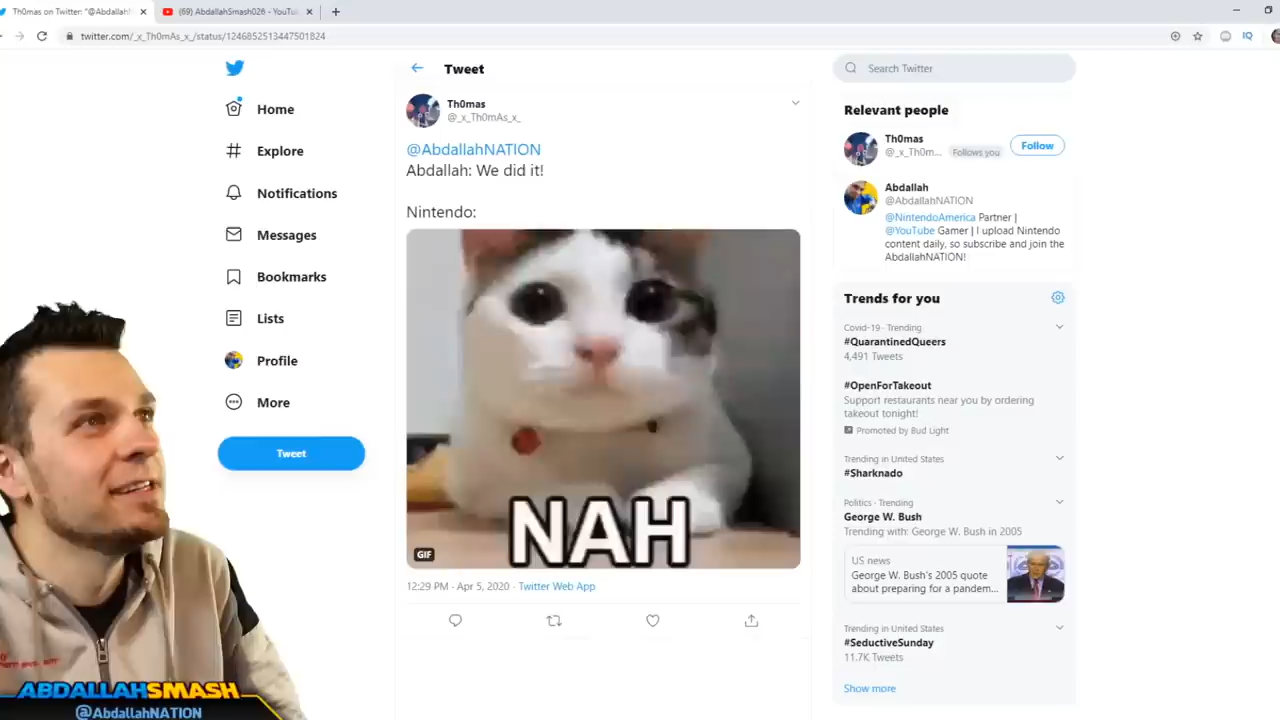 Th0mas on Twitter: "@Abdallah
(69) AbdallahSmash026 - YouTu
twitter.com/_x_Th0mAs_x_/status/1246852513447501824
IQ
Home
Explore
Notifications
Messages
Bookmarks
Lists
Profile
More
Tweet
Tweet
Th0mas
@_x_Th0mAs_x_
@AbdallahNATION
Abdallah: We did it!
Nintendo:
NAH
GIF
12:29 PM · Apr 5, 2020 · Twitter Web App
Search Twitter
Relevant people
Th0mas
@_x_Th0m... Follows you
Follow
Abdallah
@AbdallahNATION
@NintendoAmerica Partner |
@YouTube Gamer | I upload Nintendo
content daily, so subscribe and join the
AbdallahNATION!
Trends for you
Covid-19 · Trending
#QuarantinedQueers
4,491 Tweets
#OpenForTakeout
Support restaurants near you by ordering
takeout tonight!
Promoted by Bud Light
Trending in United States
#Sharknado
Politics · Trending
George W. Bush
Trending with: George W. Bush in 2005
US news
George W. Bush's 2005 quote
about preparing for a pandem...
Trending in United States
#SeductiveSunday
11.7K Tweets
Show more
ABDALLAHSMASH
@AbdallahNATION